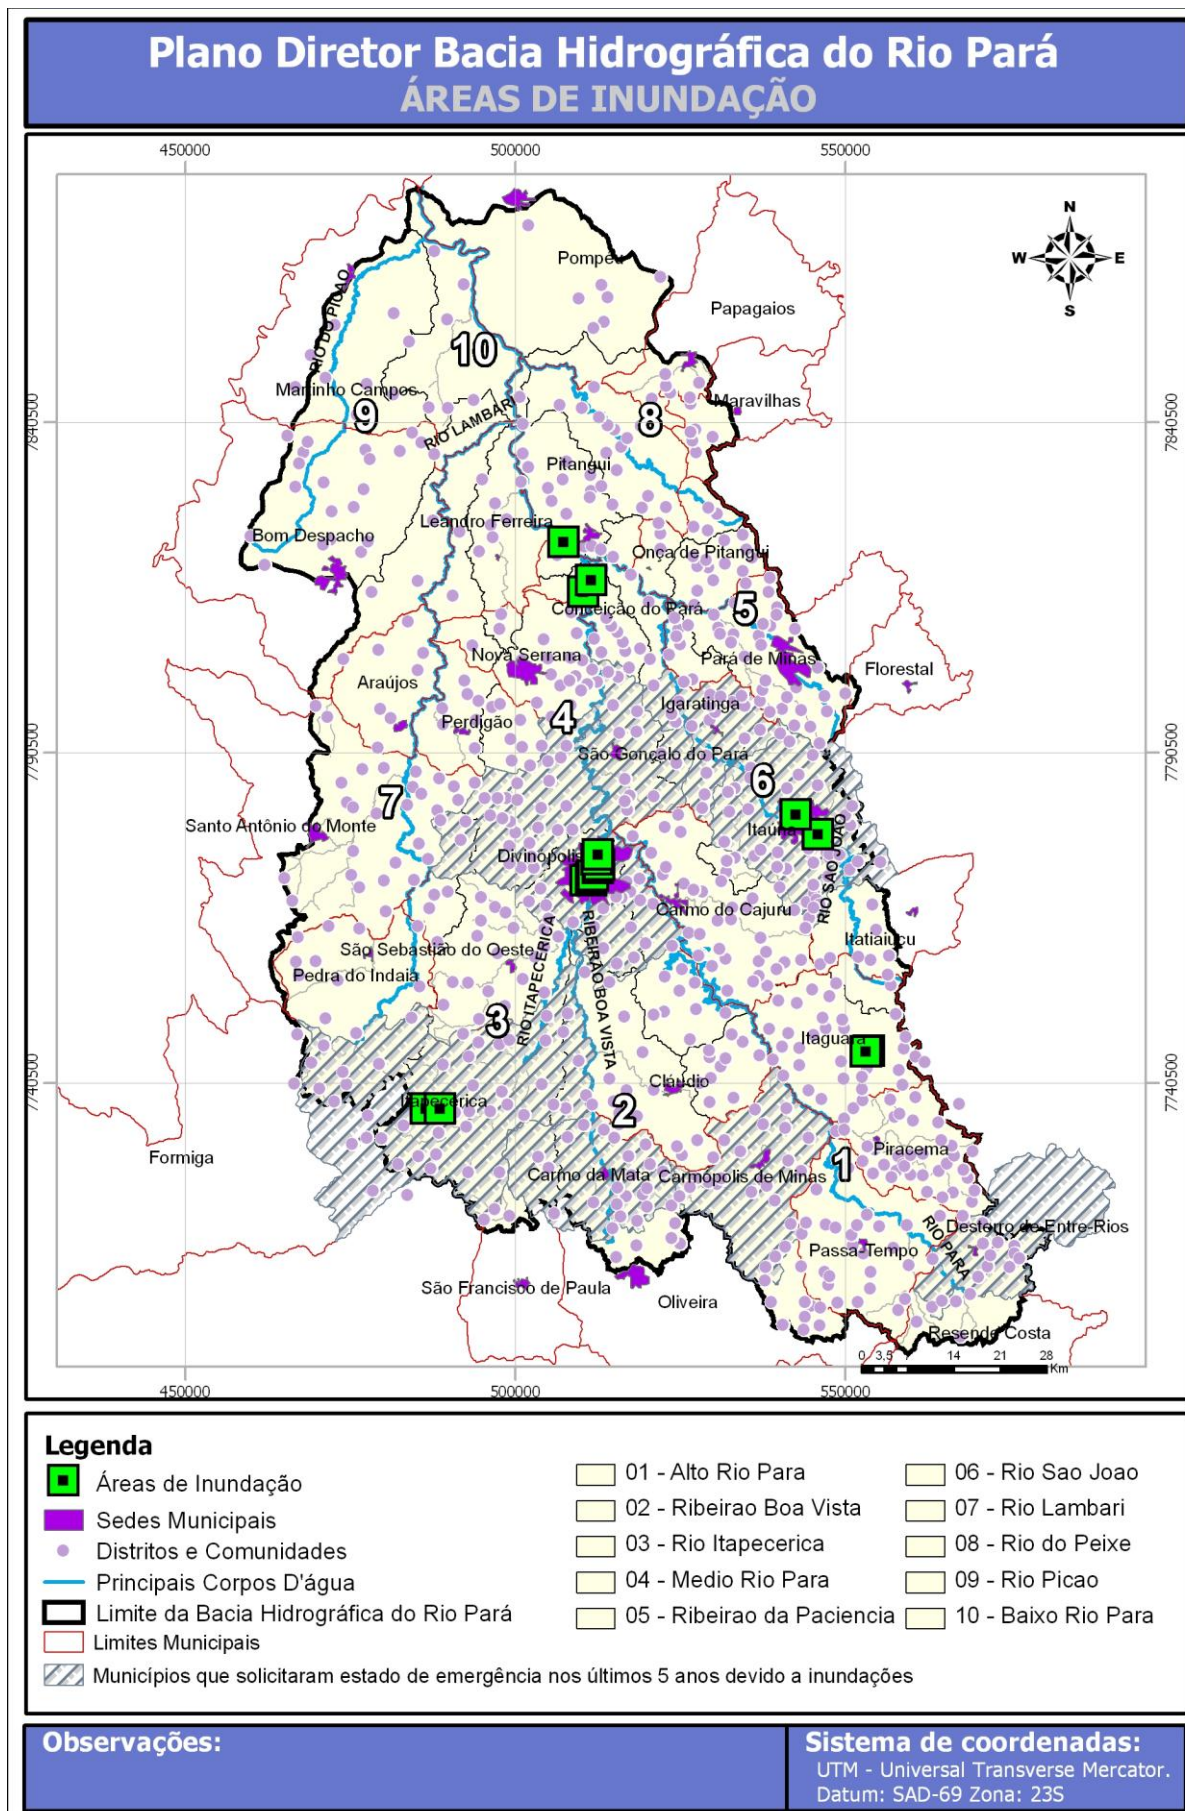 Plano Diretor Bacia Hidrográfica do Rio Pará
ÁREAS DE INUNDAÇÃO
450000 500000 550000
N
W E
S
Pompeu
Papagaios
RIO DO PICAO
10
Martinho Campos
Maravilhas
9
RIO LAMBARI
8
7840500 7840500
Pitangui
Leandro Ferreira
Bom Despacho
Onça de Pitangui
Conceição do Pará
5
Nova Serrana
Pará de Minas
Florestal
Araújos
Igaratinga
Perdigão
4
São Gonçalo do Pará
7790500 7790500
6
7
Santo Antônio do Monte
Itaúna
Divinópolis
RIO SAO JOAO
Carmo do Cajuru
Itatiaiuçu
São Sebastião do Oeste
RIO ITAPECERICA
RIBEIRÃO BOA VISTA
Pedra do Indaia
3
Itaguara
Cláudio
7740500 7740500
Itapecerica
2
Formiga
Piracema
1
Carmo da Mata
Carmópolis de Minas
RIO PARÁ
Desterro de Entre-Rios
Passa-Tempo
São Francisco de Paula
Oliveira
Resende Costa
0 3,5 7 14 21 28
Km
450000 500000 550000
Legenda
Áreas de Inundação
Sedes Municipais
Distritos e Comunidades
Principais Corpos D'água
Limite da Bacia Hidrográfica do Rio Pará
Limites Municipais
Municípios que solicitaram estado de emergência nos últimos 5 anos devido a inundações
01 - Alto Rio Para
02 - Ribeirao Boa Vista
03 - Rio Itapecerica
04 - Medio Rio Para
05 - Ribeirao da Paciencia
06 - Rio Sao Joao
07 - Rio Lambari
08 - Rio do Peixe
09 - Rio Picao
10 - Baixo Rio Para
Observações:
Sistema de coordenadas:
UTM - Universal Transverse Mercator.
Datum: SAD-69 Zona: 23S